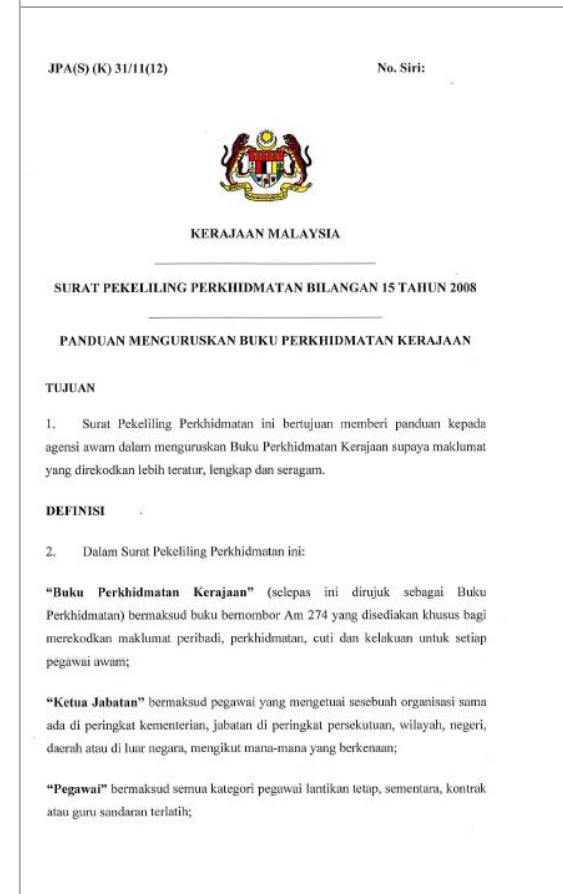 JPA(S) (K) 31/11(12) No. Siri:
KERAJAAN MALAYSIA
SURAT PEKELILING PERKHIDMATAN BILANGAN 15 TAHUN 2008
PANDUAN MENGURUSKAN BUKU PERKHIDMATAN KERAJAAN
TUJUAN
1. Surat Pekeliling Perkhidmatan ini bertujuan memberi panduan kepada
agensi awam dalam menguruskan Buku Perkhidmatan Kerajaan supaya maklumat
yang direkodkan lebih teratur, lengkap dan seragam.
DEFINISI
2. Dalam Surat Pekeliling Perkhidmatan ini:
“Buku Perkhidmatan Kerajaan” (selepas ini dirujuk sebagai Buku
Perkhidmatan) bermaksud buku bernombor Am 274 yang disediakan khusus bagi
merekodkan maklumat peribadi, perkhidmatan, cuti dan kelakuan untuk setiap
pegawai awam;
“Ketua Jabatan” bermaksud pegawai yang mengetuai sesebuah organisasi sama
ada di peringkat kementerian, jabatan di peringkat persekutuan, wilayah, negeri,
daerah atau di luar negara, mengikut mana-mana yang berkenaan;
“Pegawai” bermaksud semua kategori pegawai lantikan tetap, sementara, kontrak
atau guru sandaran terlatih;